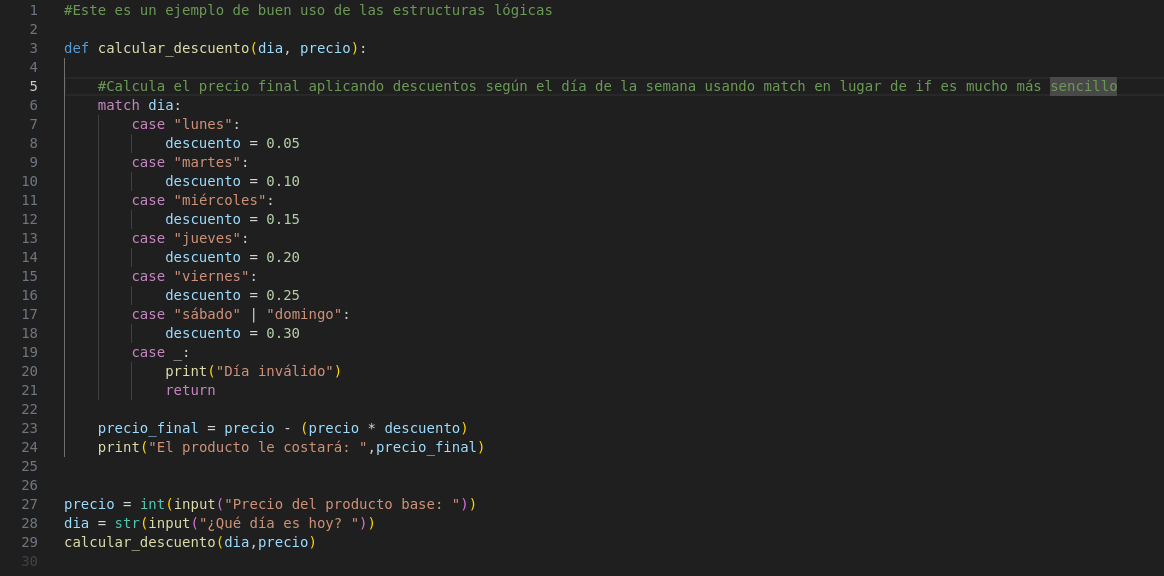 1 #Este es un ejemplo de buen uso de las estructuras lógicas
2
3 def calcular_descuento(dia, precio):
4
5     #Calcula el precio final aplicando descuentos según el día de la semana usando match en lugar de if es mucho más sencillo
6     match dia:
7         case "lunes":
8             descuento = 0.05
9         case "martes":
10             descuento = 0.10
11         case "miércoles":
12             descuento = 0.15
13         case "jueves":
14             descuento = 0.20
15         case "viernes":
16             descuento = 0.25
17         case "sábado" | "domingo":
18             descuento = 0.30
19         case _:
20             print("Día inválido")
21             return
22
23     precio_final = precio - (precio * descuento)
24     print("El producto le costará: ",precio_final)
25
26
27 precio = int(input("Precio del producto base: "))
28 dia = str(input("¿Qué día es hoy? "))
29 calcular_descuento(dia,precio)
30